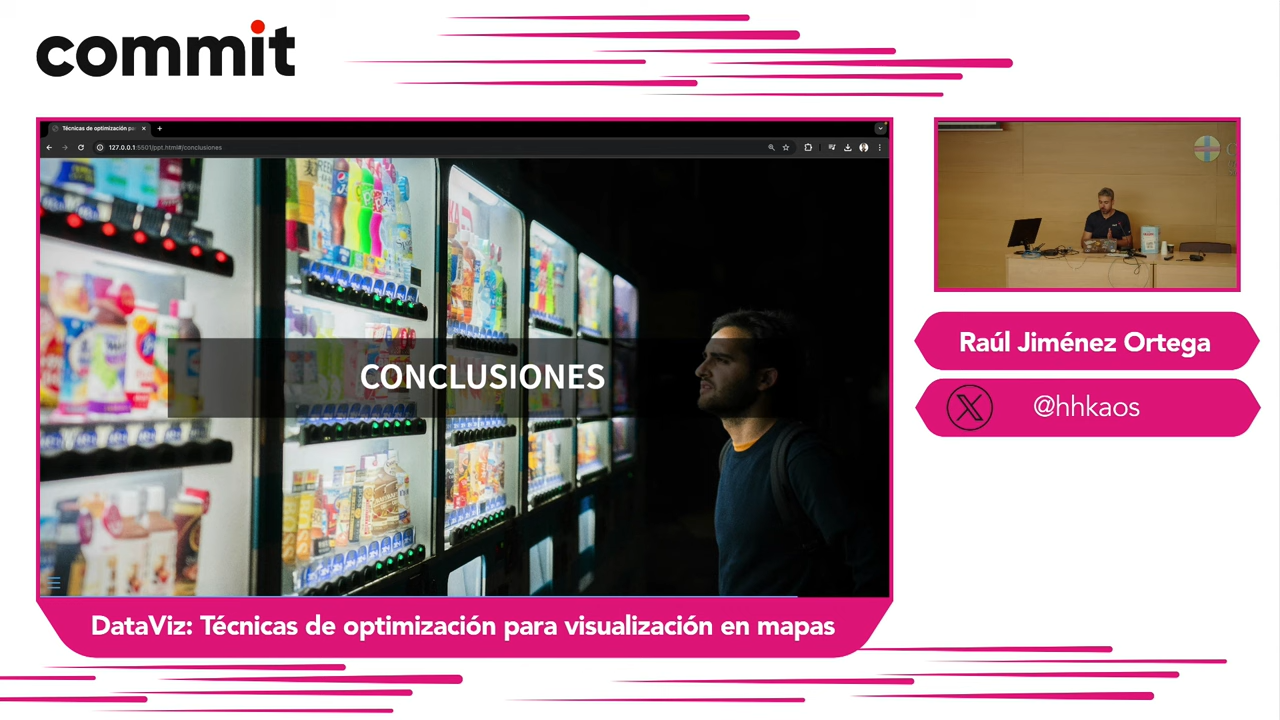 commit
Técnicas de optimización pa
127.0.0.1:5501/ppt.html#/conclusiones
CONCLUSIONES
Raúl Jiménez Ortega
@hhkaos
DataViz: Técnicas de optimización para visualización en mapas